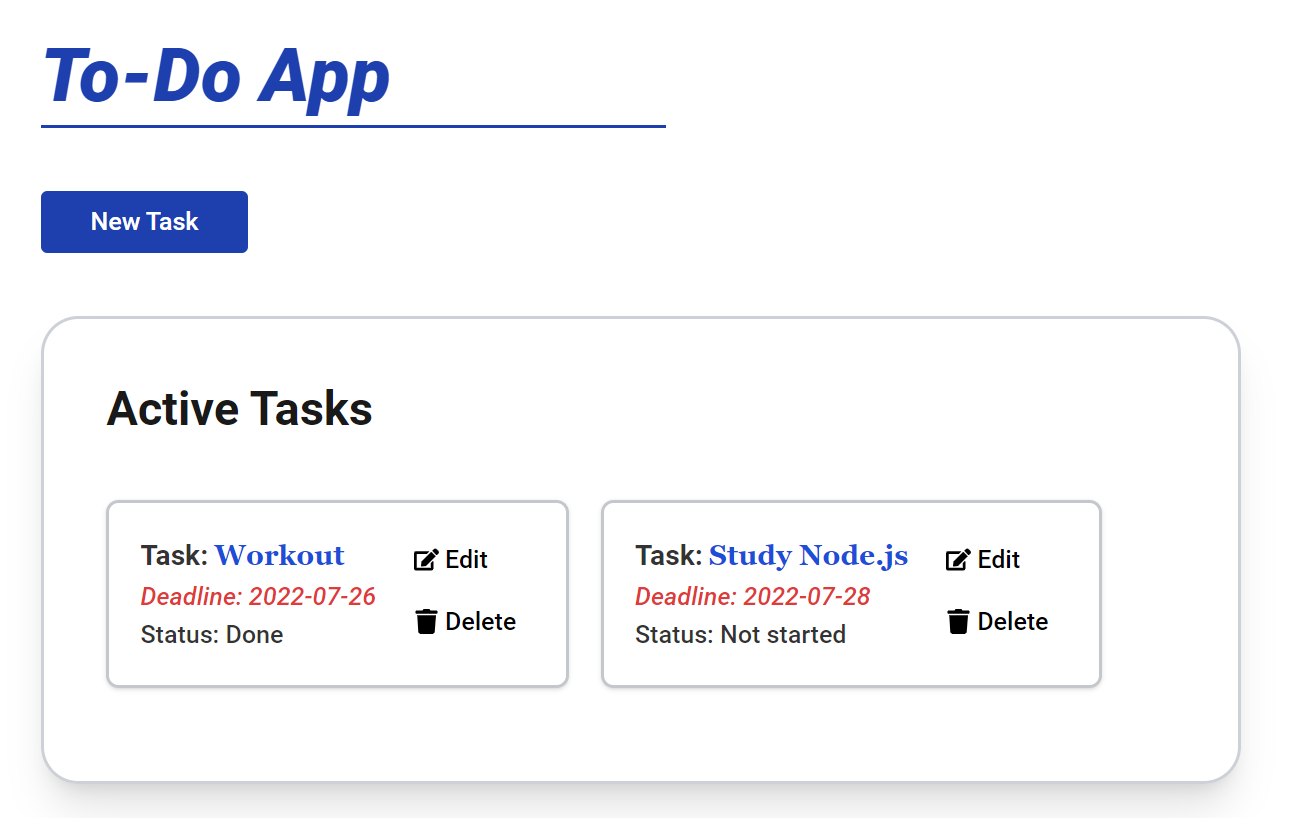 To-Do App
New Task
Active Tasks
Task: Workout
Deadline: 2022-07-26
Status: Done
Edit
Delete
Task: Study Node.js
Deadline: 2022-07-28
Status: Not started
Edit
Delete